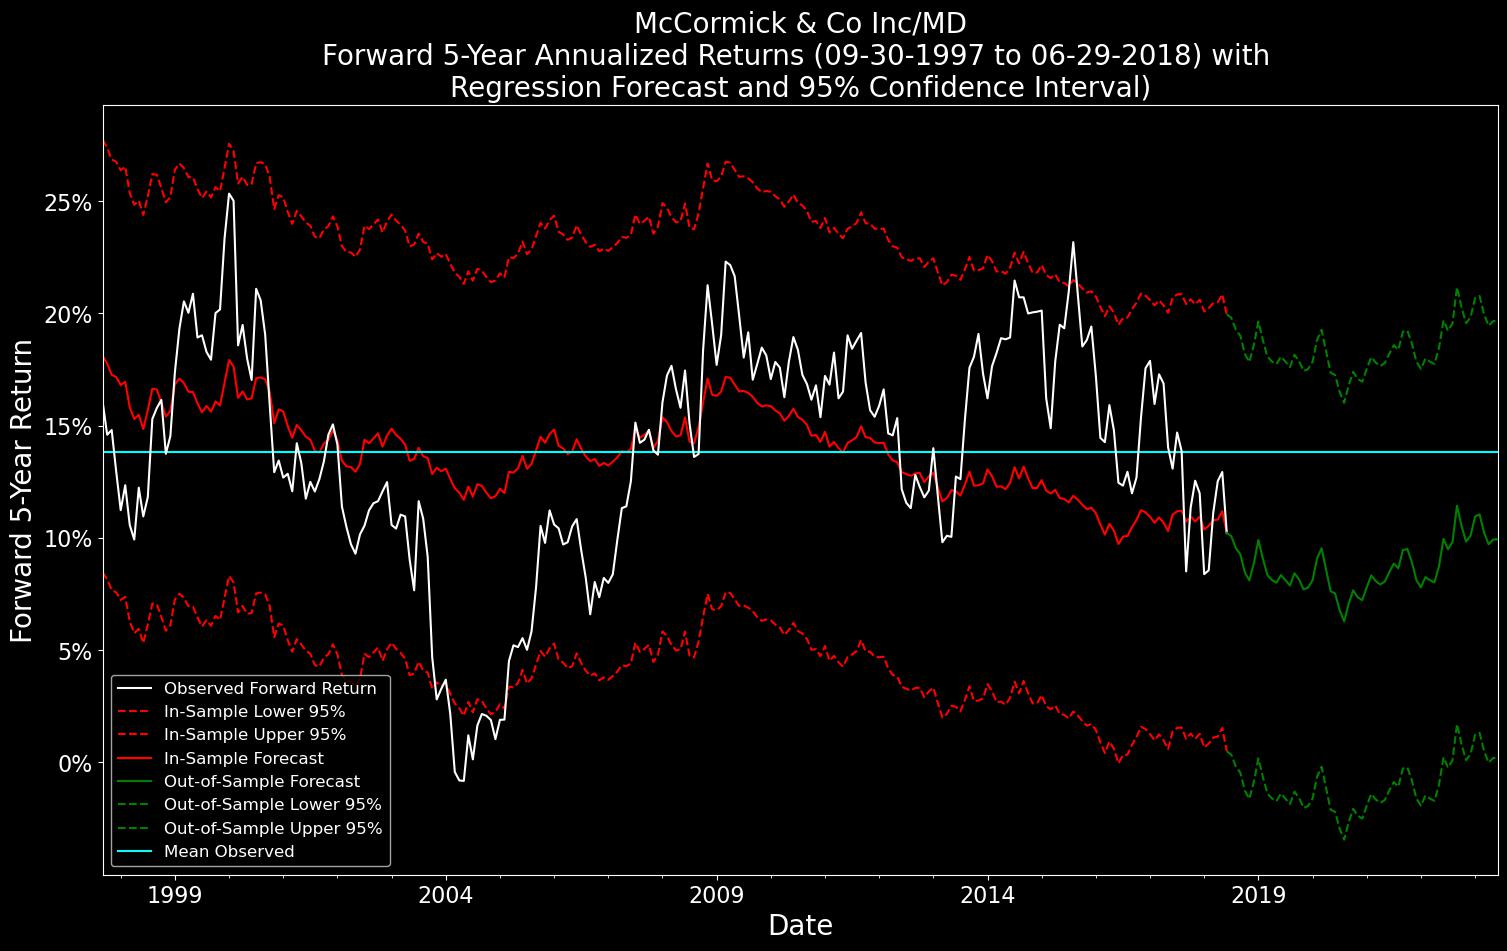 McCormick & Co Inc/MD
Forward 5-Year Annualized Returns (09-30-1997 to 06-29-2018) with
Regression Forecast and 95% Confidence Interval)
Forward 5-Year Return
25%
20%
15%
10%
5%
0%
Observed Forward Return
In-Sample Lower 95%
In-Sample Upper 95%
In-Sample Forecast
Out-of-Sample Forecast
Out-of-Sample Lower 95%
Out-of-Sample Upper 95%
Mean Observed
1999 2004 2009 2014 2019
Date